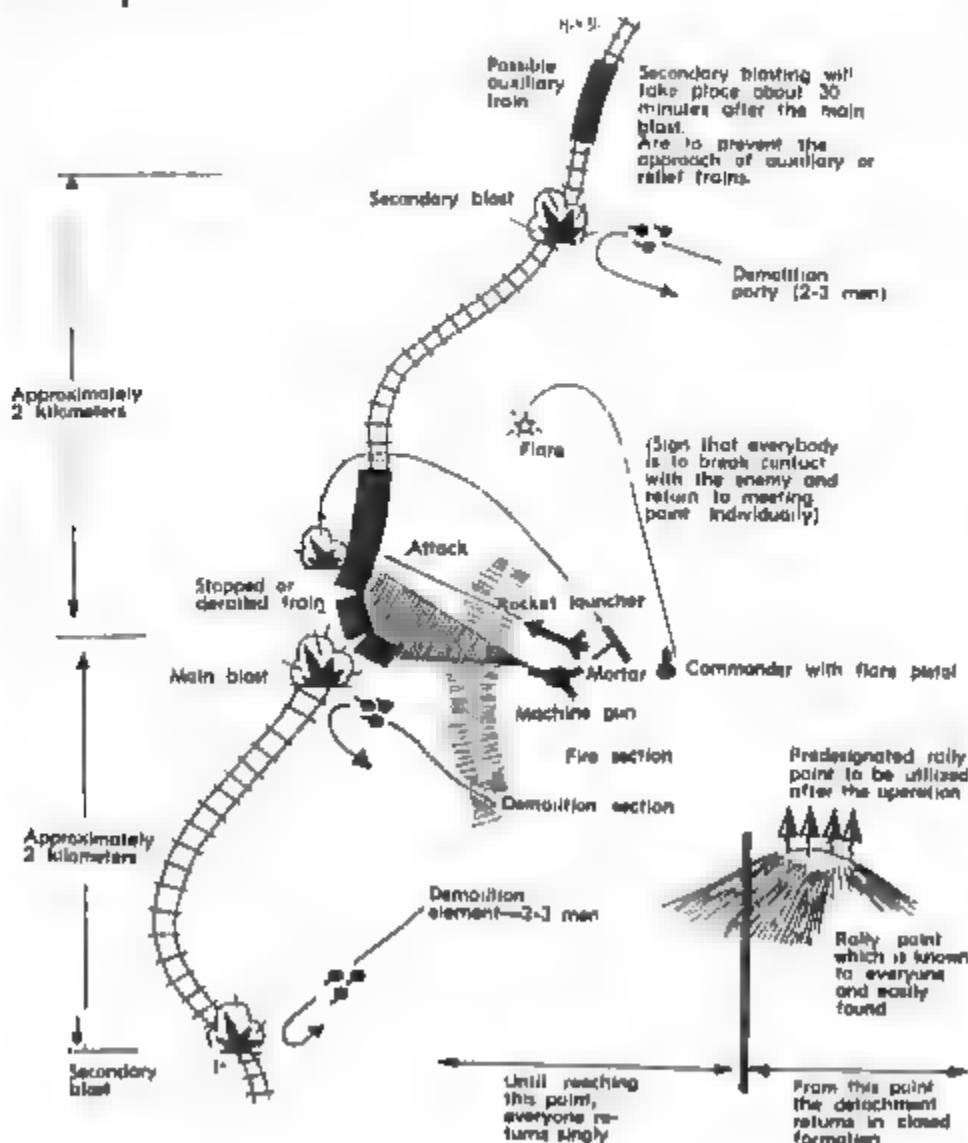 Possible
auxiliary
train
Secondary blasting will
take place about 30
minutes after the main
blast.
Are to prevent the
approach of auxiliary or
relief trains.
Secondary blast
Demolition
party (2-3 men)
Approximately
2 kilometers
Flare
(Sign that everybody
is to break contact
with the enemy and
return to meeting
point individually)
Attack
Stopped or
derailed train
Rocket launcher
Main blast
Mortar
Commander with flare pistol
Machine gun
Fire section
Predesignated rally
point to be utilized
after the operation
Demolition section
Approximately
2 kilometers
Demolition
element—2-3 men
Rally point
which is known
to everyone
and easily
found
Secondary
blast
Until reaching
this point,
everyone re-
turns singly
From this point
the detachment
returns in closed
formation